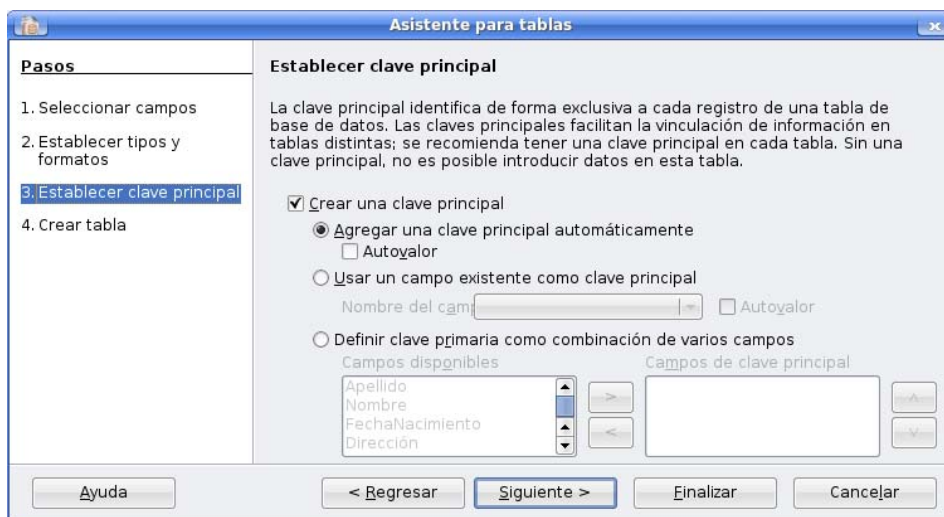 Asistente para tablas
Pasos
1. Seleccionar campos
2. Establecer tipos y
formatos
3. Establecer clave principal
4. Crear tabla
Establecer clave principal
La clave principal identifica de forma exclusiva a cada registro de una tabla de
base de datos. Las claves principales facilitan la vinculación de información en
tablas distintas; se recomienda tener una clave principal en cada tabla. Sin una
clave principal, no es posible introducir datos en esta tabla.
Crear una clave principal
Agregar una clave principal automáticamente
Autovalor
Usar un campo existente como clave principal
Nombre del camp
Autovalor
Definir clave primaria como combinación de varios campos
Campos disponibles
Campos de clave principal
Apellido
Nombre
FechaNacimiento
Dirección
>
<
Ayuda
< Regresar
Siguiente >
Finalizar
Cancelar